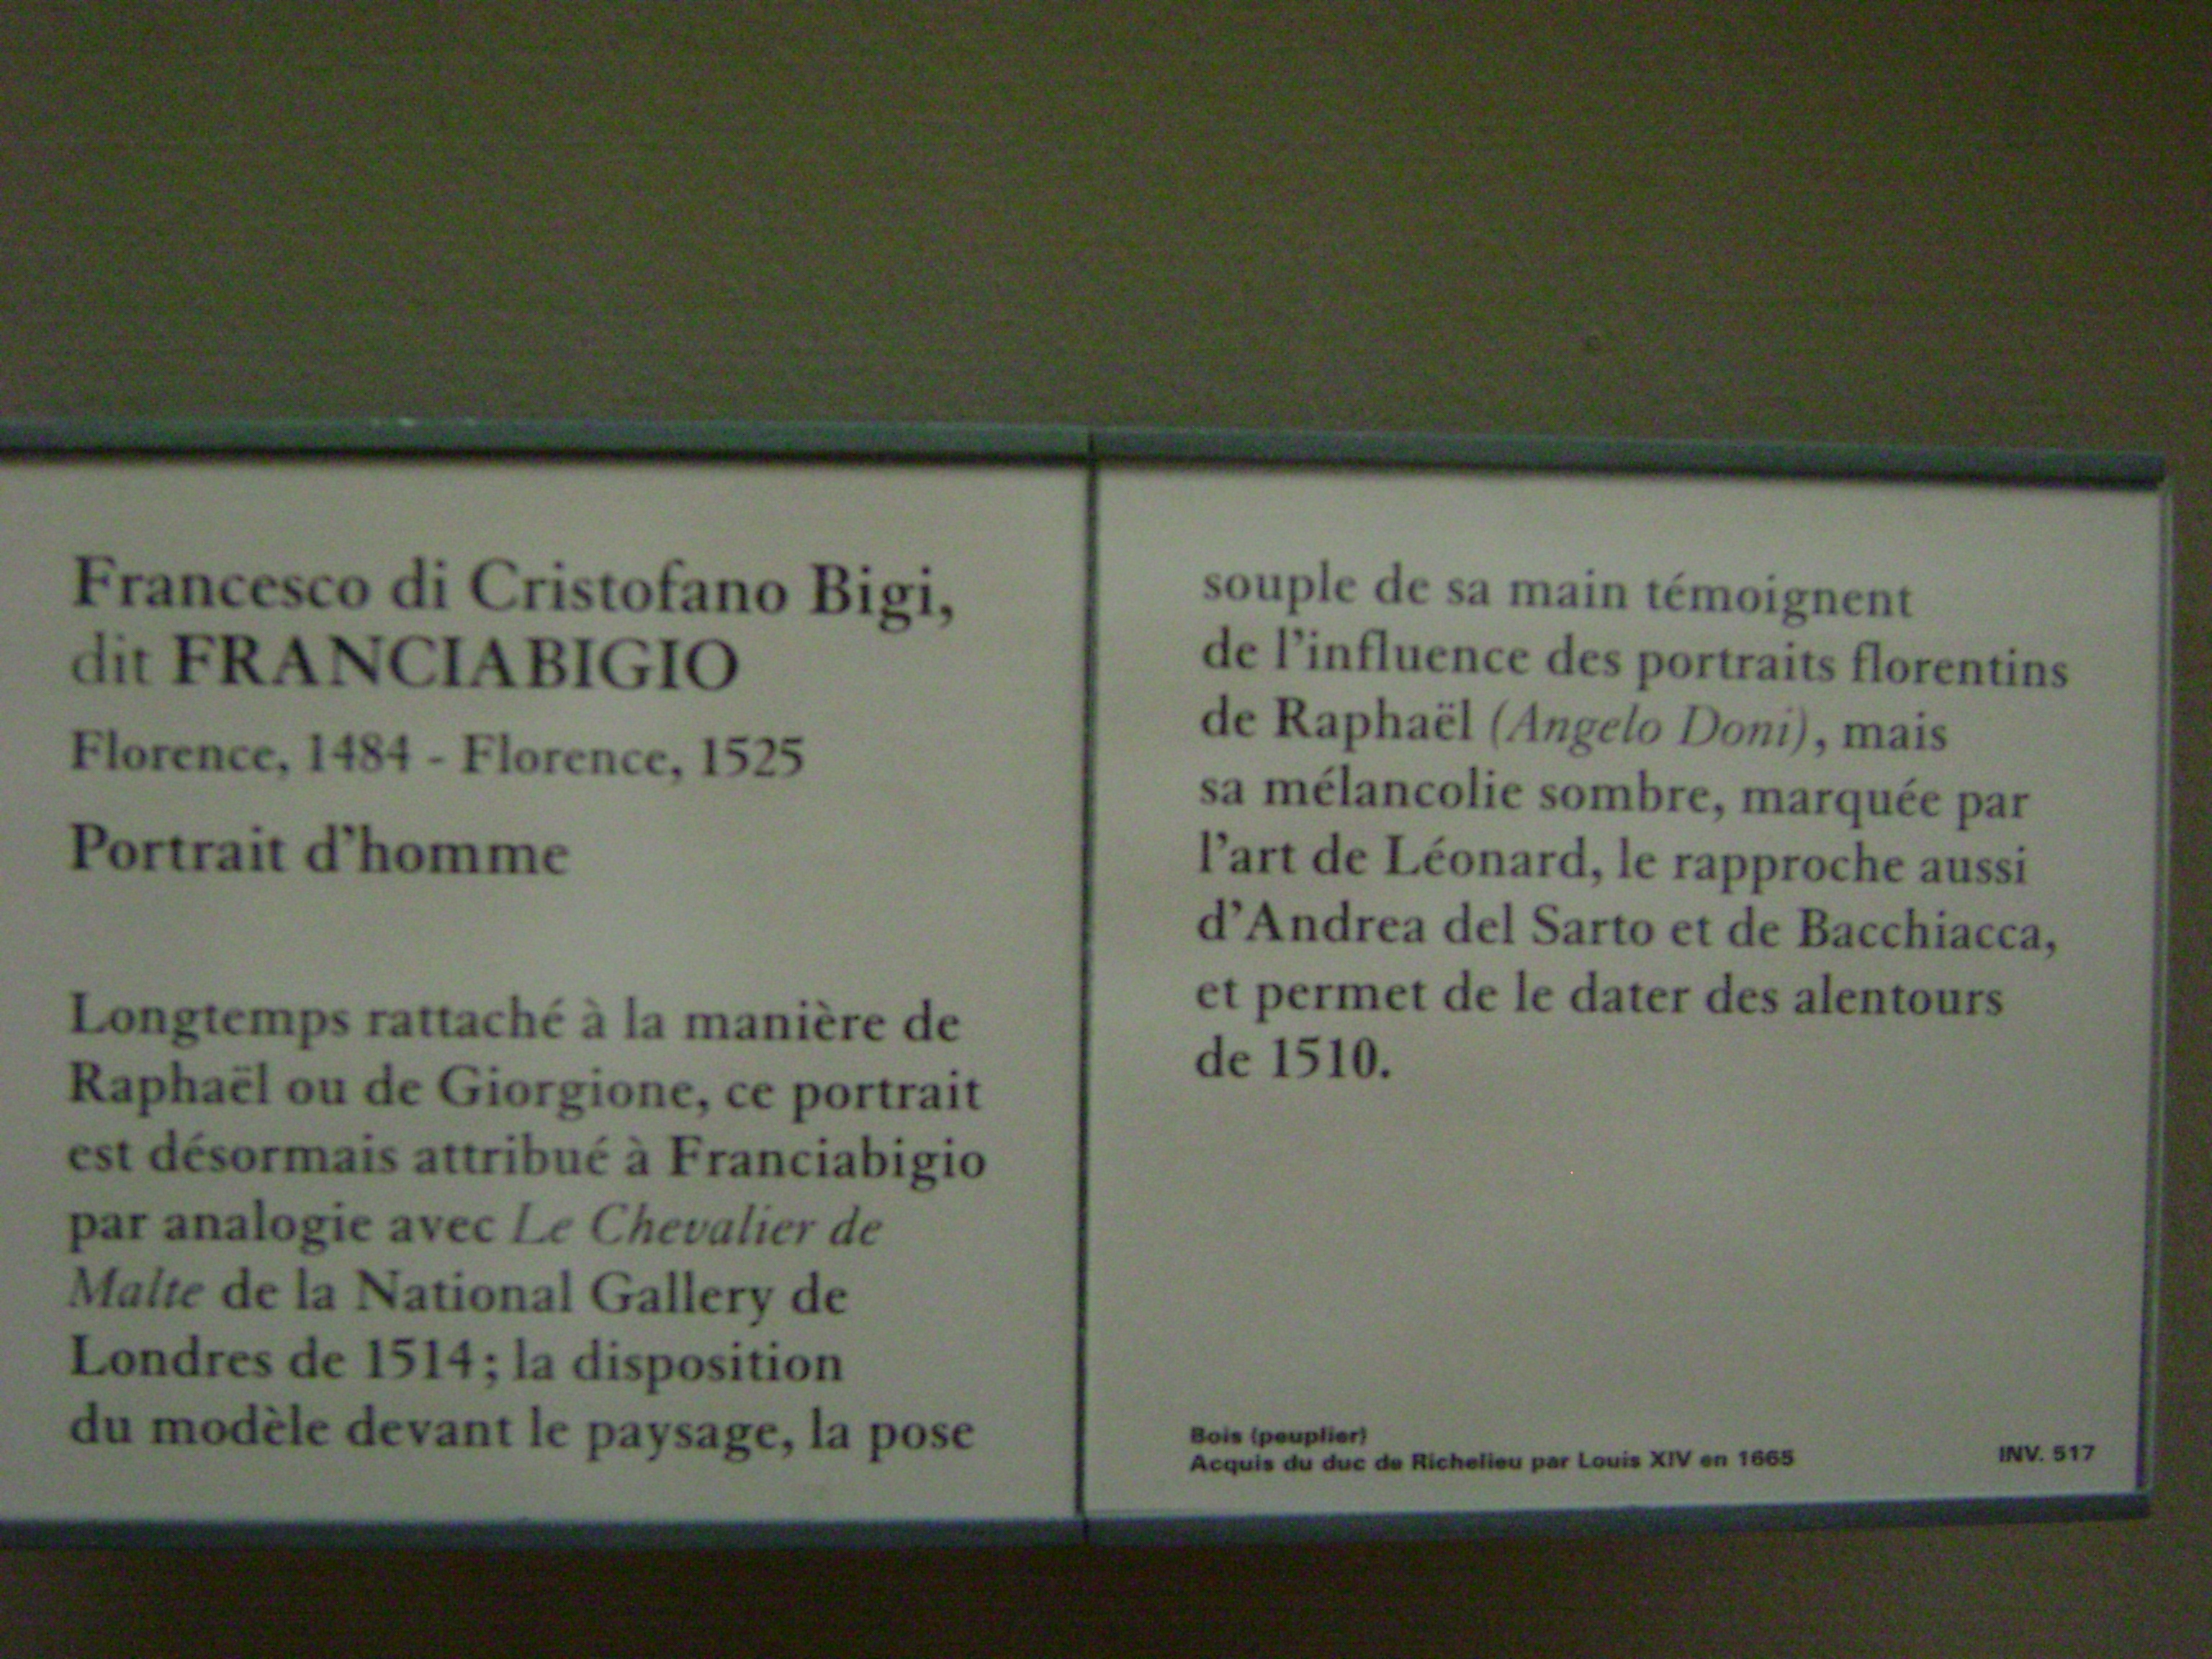 Francesco di Cristofano Bigi,
dit FRANCIABIGIO
Florence, 1484 - Florence, 1525
Portrait d'homme
Longtemps rattaché à la manière de
Raphaël ou de Giorgione, ce portrait
est désormais attribué à Franciabigio
par analogie avec Le Chevalier de
Malte de la National Gallery de
Londres de 1514 ; la disposition
du modèle devant le paysage, la pose
souple de sa main témoignent
de l'influence des portraits florentins
de Raphaël (Angelo Doni), mais
sa mélancolie sombre, marquée par
l'art de Léonard, le rapproche aussi
d'Andrea del Sarto et de Bacchiacca,
et permet de le dater des alentours
de 1510.
Bois (peuplier)
Acquis du duc de Richelieu par Louis XIV en 1665
INV. 517